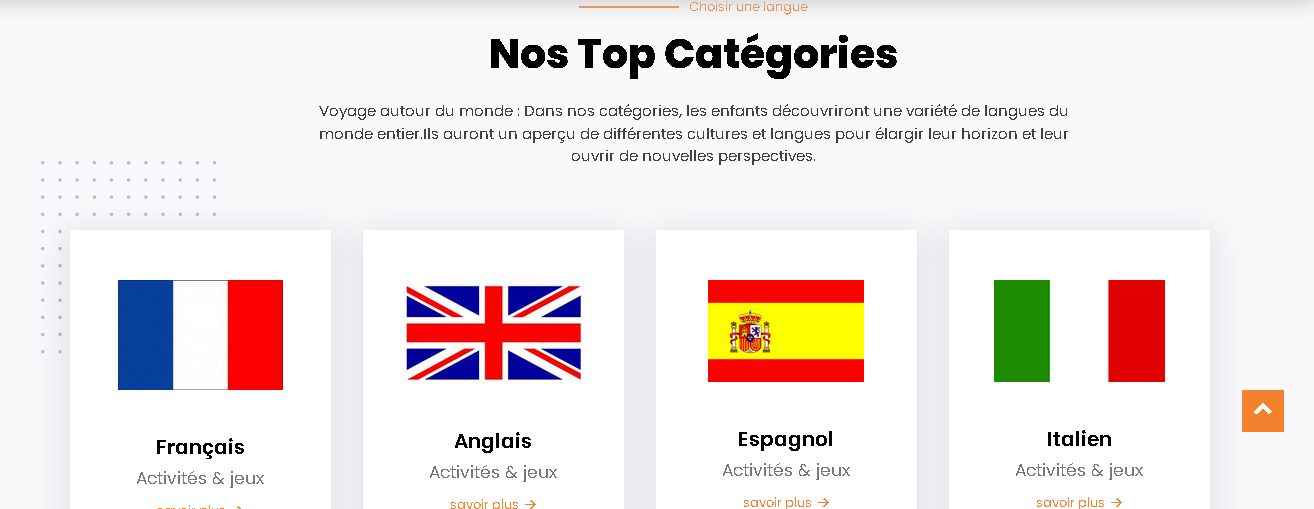 Choisir une langue
Nos Top Catégories
Voyage autour du monde : Dans nos catégories, les enfants découvriront une variété de langues du
monde entier.Ils auront un aperçu de différentes cultures et langues pour élargir leur horizon et leur
ouvrir de nouvelles perspectives.
Français
Activités & jeux
savoir plus →
Anglais
Activités & jeux
savoir plus →
Espagnol
Activités & jeux
savoir plus →
Italien
Activités & jeux
savoir plus →